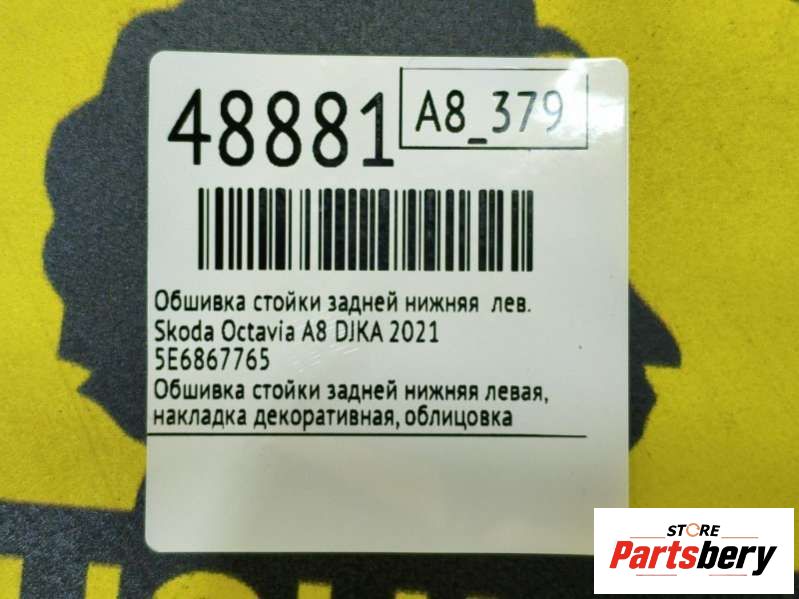 48881
A8_379
Обшивка стойки задней нижняя лев.
Skoda Octavia A8 DJKA 2021
5E6867765
Обшивка стойки задней нижняя левая,
накладка декоративная, облицовка
STORE
Partsbery